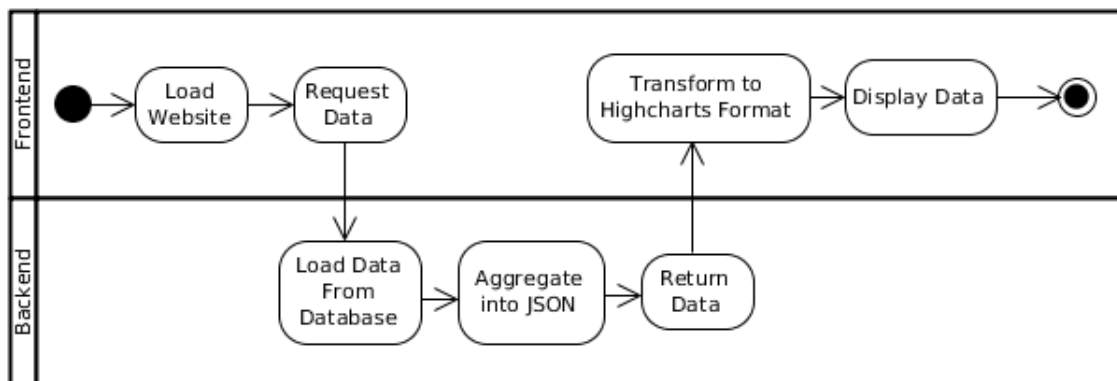 Frontend
Load
Website
Request
Data
Transform to
Highcharts Format
Display Data
Backend
Load Data
From
Database
Aggregate
into JSON
Return
Data